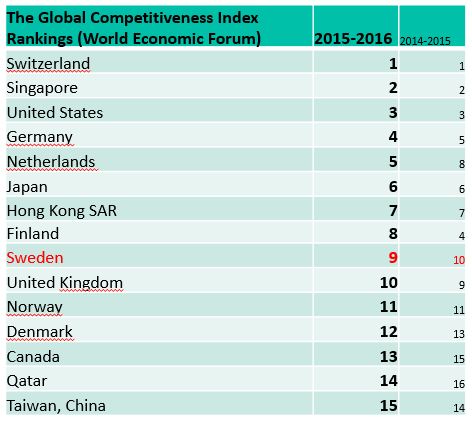 The Global Competitiveness Index
Rankings (World Economic Forum) 2015-2016 2014-2015
Switzerland 1 1
Singapore 2 2
United States 3 3
Germany 4 5
Netherlands 5 8
Japan 6 6
Hong Kong SAR 7 7
Finland 8 4
Sweden 9 10
United Kingdom 10 9
Norway 11 11
Denmark 12 13
Canada 13 15
Qatar 14 16
Taiwan, China 15 14